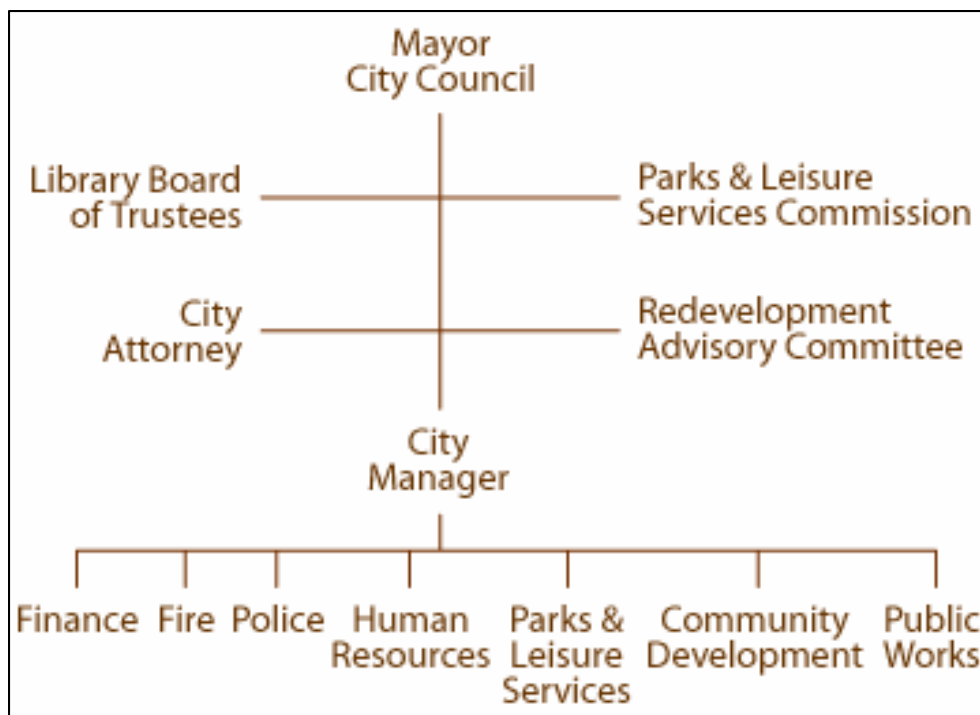 Mayor
City Council
Library Board
of Trustees
Parks & Leisure
Services Commission
City
Attorney
Redevelopment
Advisory Committee
City
Manager
Finance
Fire
Police
Human
Resources
Parks &
Leisure
Services
Community
Development
Public
Works